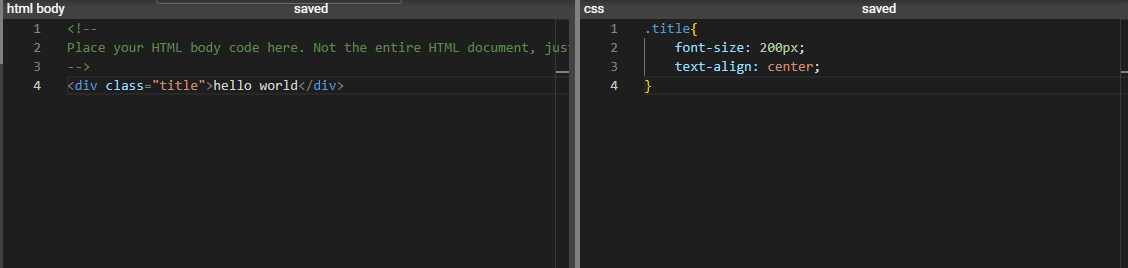 html body saved
1 <!--
2 Place your HTML body code here. Not the entire HTML document, jus
3 -->
4 <div class="title">hello world</div>
css saved
1 .title{
2 font-size: 200px;
3 text-align: center;
4 }